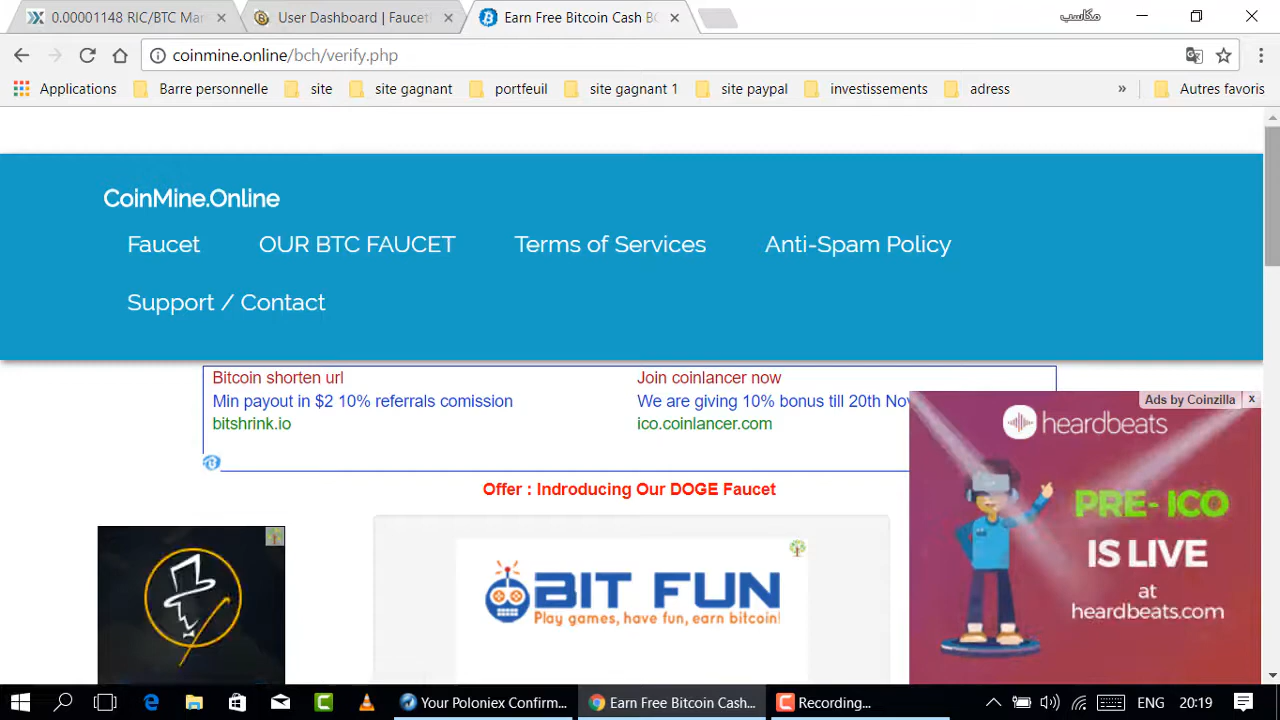 0.00001148 RIC/BTC Mar
User Dashboard | Faucetl
Earn Free Bitcoin Cash BC
مكاسب
coinmine.online/bch/verify.php
Applications
Barre personnelle
site
site gagnant
portfeuil
site gagnant 1
site paypal
investissements
adress
»
Autres favoris
CoinMine.Online
Faucet
OUR BTC FAUCET
Terms of Services
Anti-Spam Policy
Support / Contact
Bitcoin shorten url
Min payout in $2 10% referrals comission
bitshrink.io
Join coinlancer now
We are giving 10% bonus till 20th Nov
ico.coinlancer.com
Ads by Coinzilla
x
heardbeats
PRE-ICO
IS LIVE
at
heardbeats.com
Offer : Indroducing Our DOGE Faucet
BIT FUN
Play games, have fun, earn bitcoin!
Your Poloniex Confirm...
Earn Free Bitcoin Cash...
Recording...
ENG
20:19